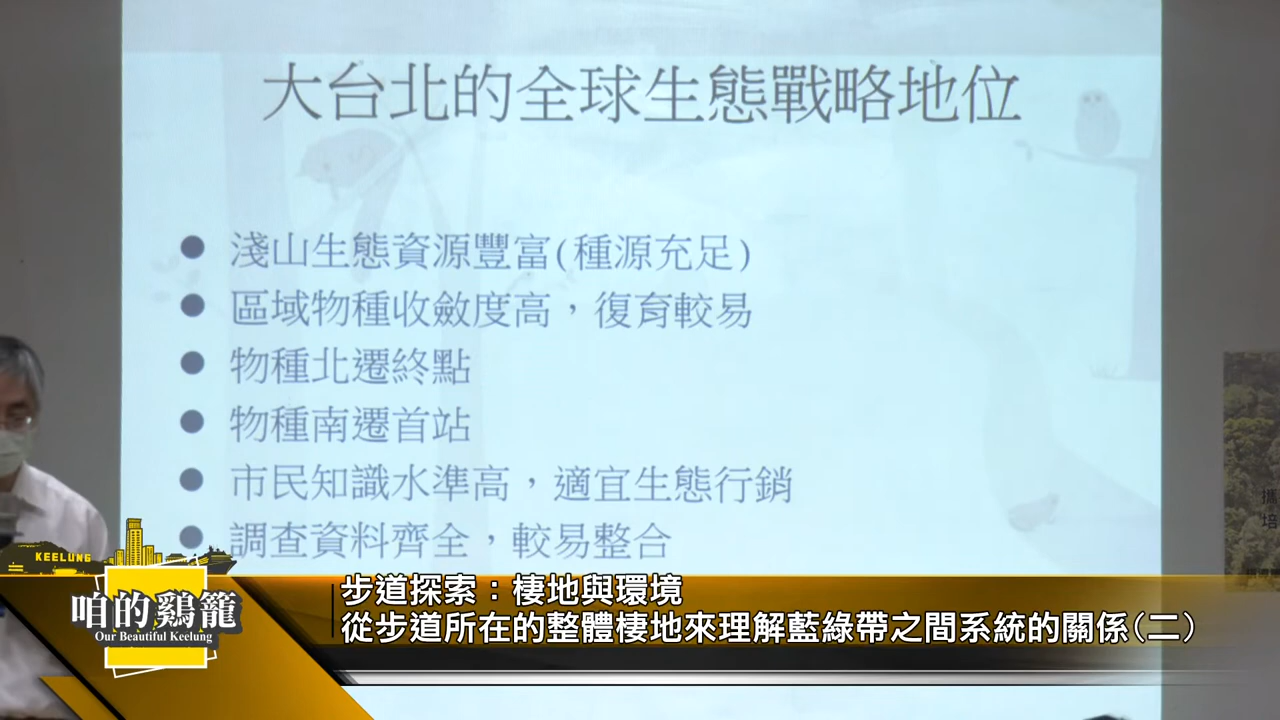 大台北的全球生態戰略地位
● 淺山生態資源豐富(種源充足)
● 區域物種收斂度高，復育較易
● 物種北遷終點
● 物種南遷首站
● 市民知識水準高，適宜生態行銷
● 調查資料齊全，較易整合
KEELUNG
咱的鷄籠
Our Beautiful Keelung
步道探索：棲地與環境
從步道所在的整體棲地來理解藍綠帶之間系統的關係(二)